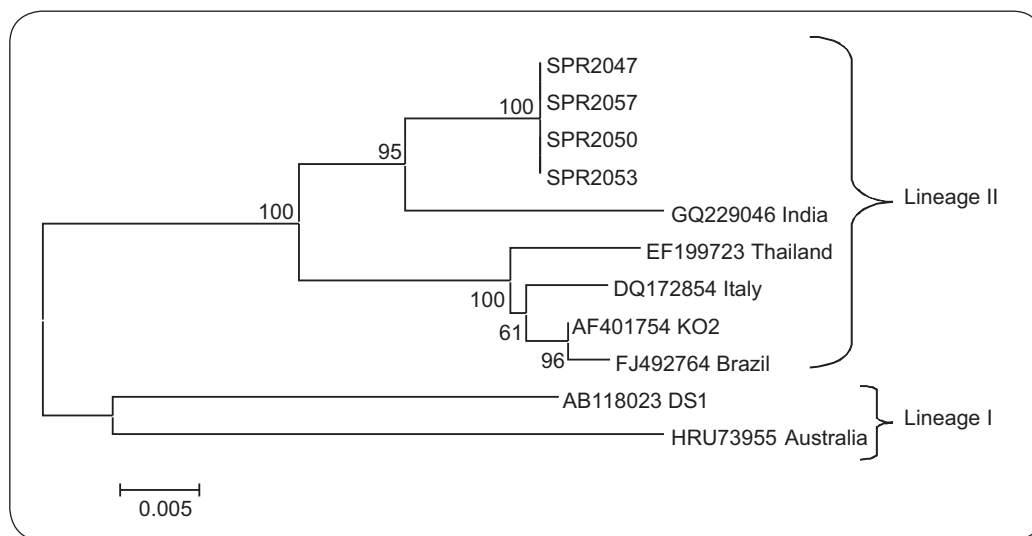 SPR2047
100
SPR2057
95
SPR2050
SPR2053
Lineage II
100
GQ229046 India
EF199723 Thailand
100
DQ172854 Italy
61
AF401754 KO2
96
FJ492764 Brazil
AB118023 DS1
Lineage I
HRU73955 Australia
0.005